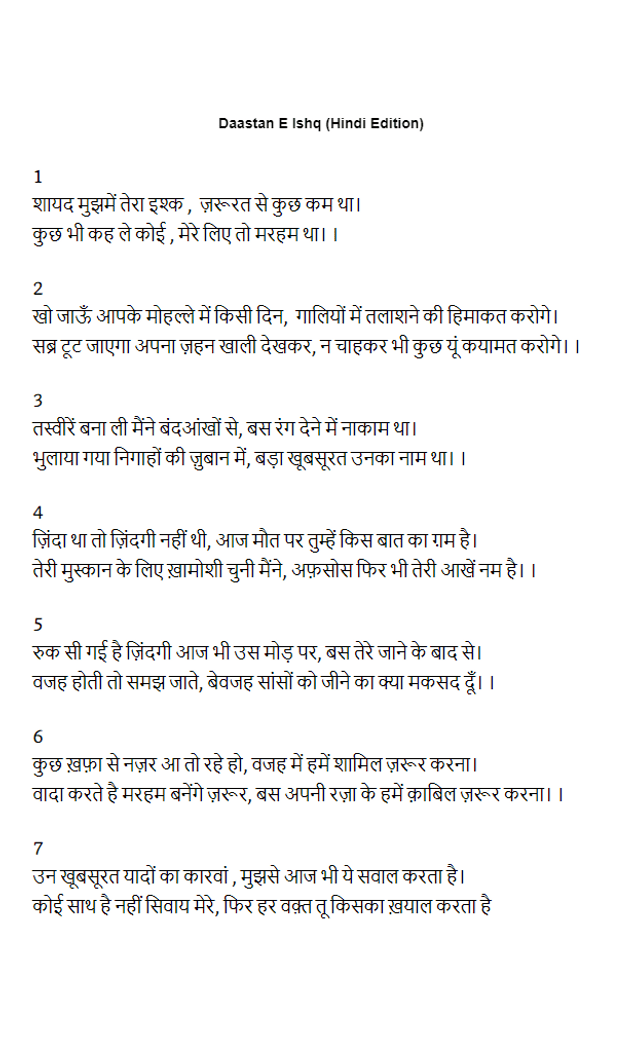 Daastan E Ishq (Hindi Edition)
1
शायद मुझमें तेरा इश्क , ज़रूरत से कुछ कम था।
कुछ भी कह ले कोई , मेरे लिए तो मरहम था। ।
2
खो जाऊँ आपके मोहल्ले में किसी दिन, गालियों में तलाशने की हिमाकत करोगे।
सब्र टूट जाएगा अपना ज़हन खाली देखकर, न चाहकर भी कुछ यूं कयामत करोगे। ।
3
तस्वीरें बना ली मैंने बंदआंखों से, बस रंग देने में नाकाम था।
भुलाया गया निगाहों की ज़ुबान में, बड़ा खूबसूरत उनका नाम था। ।
4
ज़िंदा था तो ज़िंदगी नहीं थी, आज मौत पर तुम्हें किस बात का ग़म है।
तेरी मुस्कान के लिए ख़ामोशी चुनी मैंने, अफ़सोस फिर भी तेरी आखें नम है। ।
5
रुक सी गई है ज़िंदगी आज भी उस मोड़ पर, बस तेरे जाने के बाद से।
वजह होती तो समझ जाते, बेवजह सांसों को जीने का क्या मकसद दूँ। ।
6
कुछ ख़फ़ा से नज़र आ तो रहे हो, वजह में हमें शामिल ज़रूर करना।
वादा करते है मरहम बनेंगे ज़रूर, बस अपनी रज़ा के हमें क़ाबिल ज़रूर करना। ।
7
उन खूबसूरत यादों का कारवां , मुझसे आज भी ये सवाल करता है।
कोई साथ है नहीं सिवाय मेरे, फिर हर वक़्त तू किसका ख़याल करता है